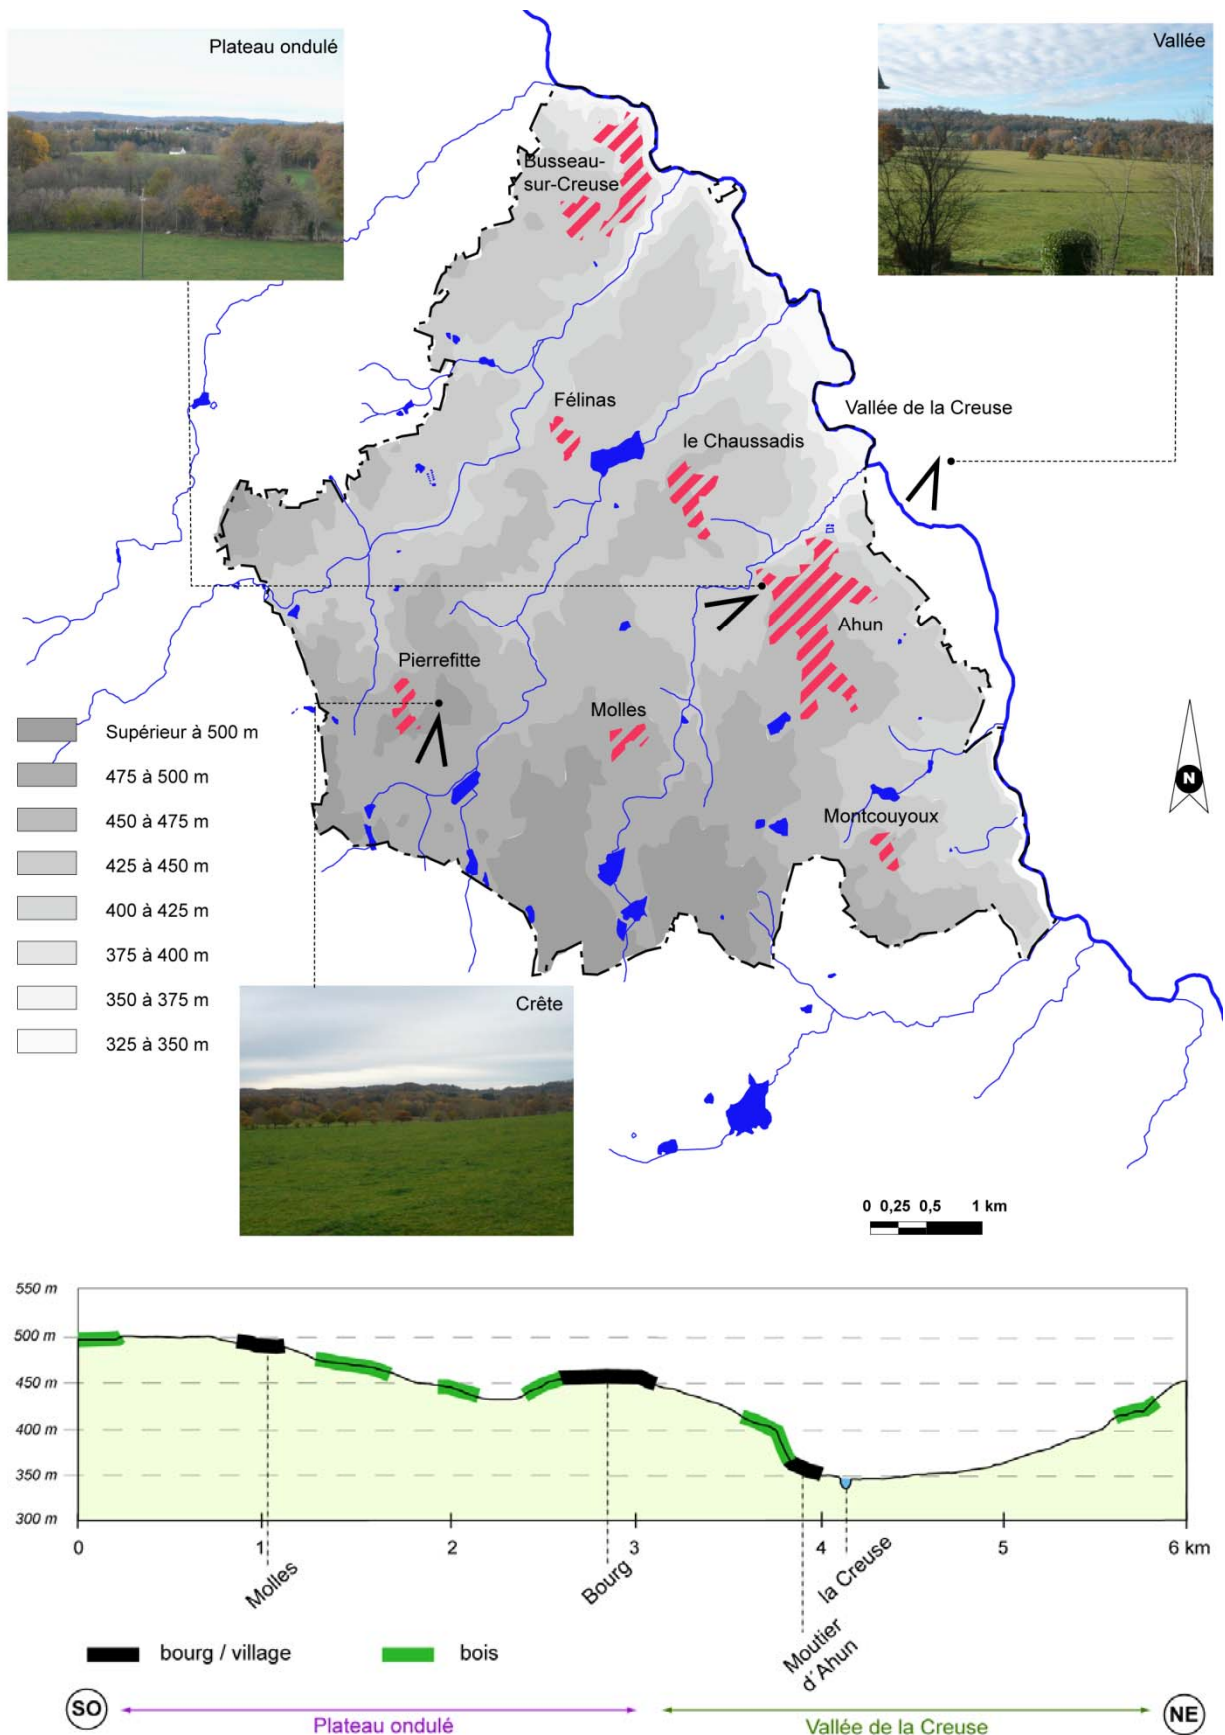 Plateau ondulé
Vallée
Busseau-
sur-Creuse
Félinas
le Chaussadis
Vallée de la Creuse
Ahun
Pierrefitte
Molles
Montcouyoux
N
Supérieur à 500 m
475 à 500 m
450 à 475 m
425 à 450 m
400 à 425 m
375 à 400 m
350 à 375 m
325 à 350 m
Crête
0 0,25 0,5 1 km
550 m
500 m
450 m
400 m
350 m
300 m
0 1 2 3 4 5 6 km
Molles
Bourg
Moutier
d'Ahun
la Creuse
bourg / village
bois
SO
Plateau ondulé
Vallée de la Creuse
NE